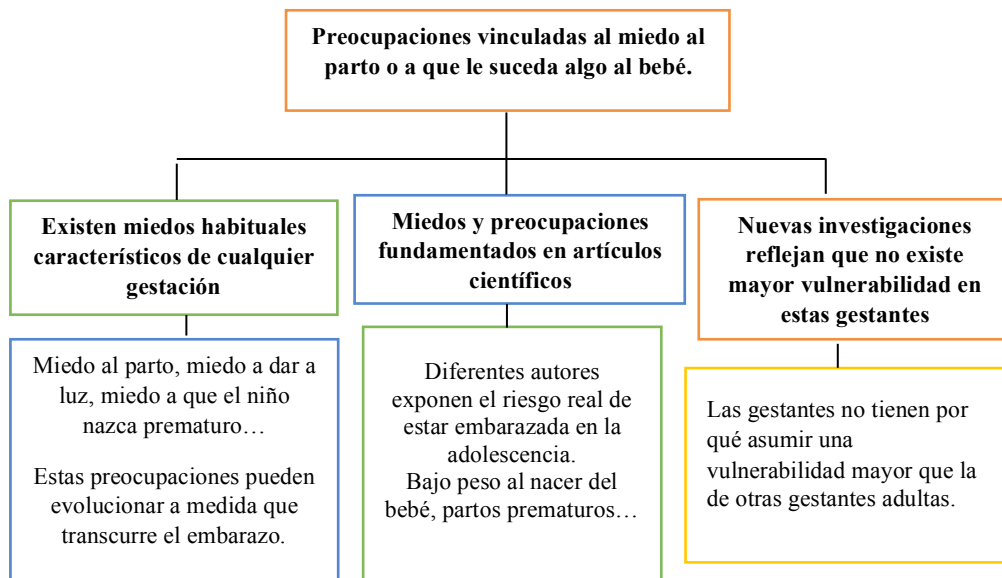 Preocupaciones vinculadas al miedo al
parto o a que le suceda algo al bebé.
Existen miedos habituales
característicos de cualquier
gestación
Miedo al parto, miedo a dar a
luz, miedo a que el niño
nazca prematuro…
Estas preocupaciones pueden
evolucionar a medida que
transcurre el embarazo.
Miedos y preocupaciones
fundamentados en artículos
científicos
Diferentes autores
exponen el riesgo real de
estar embarazada en la
adolescencia.
Bajo peso al nacer del
bebé, partos prematuros…
Nuevas investigaciones
reflejan que no existe
mayor vulnerabilidad en
estas gestantes
Las gestantes no tienen por
qué asumir una
vulnerabilidad mayor que la
de otras gestantes adultas.